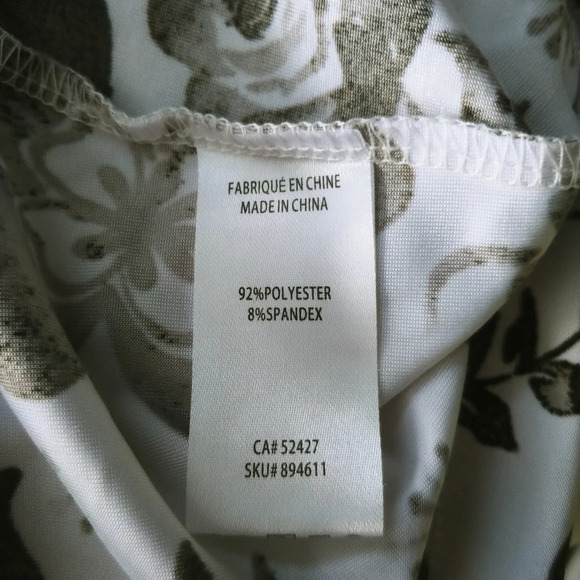 FABRIQUÉ EN CHINE
MADE IN CHINA
92%POLYESTER
8%SPANDEX
CA# 52427
SKU# 894611